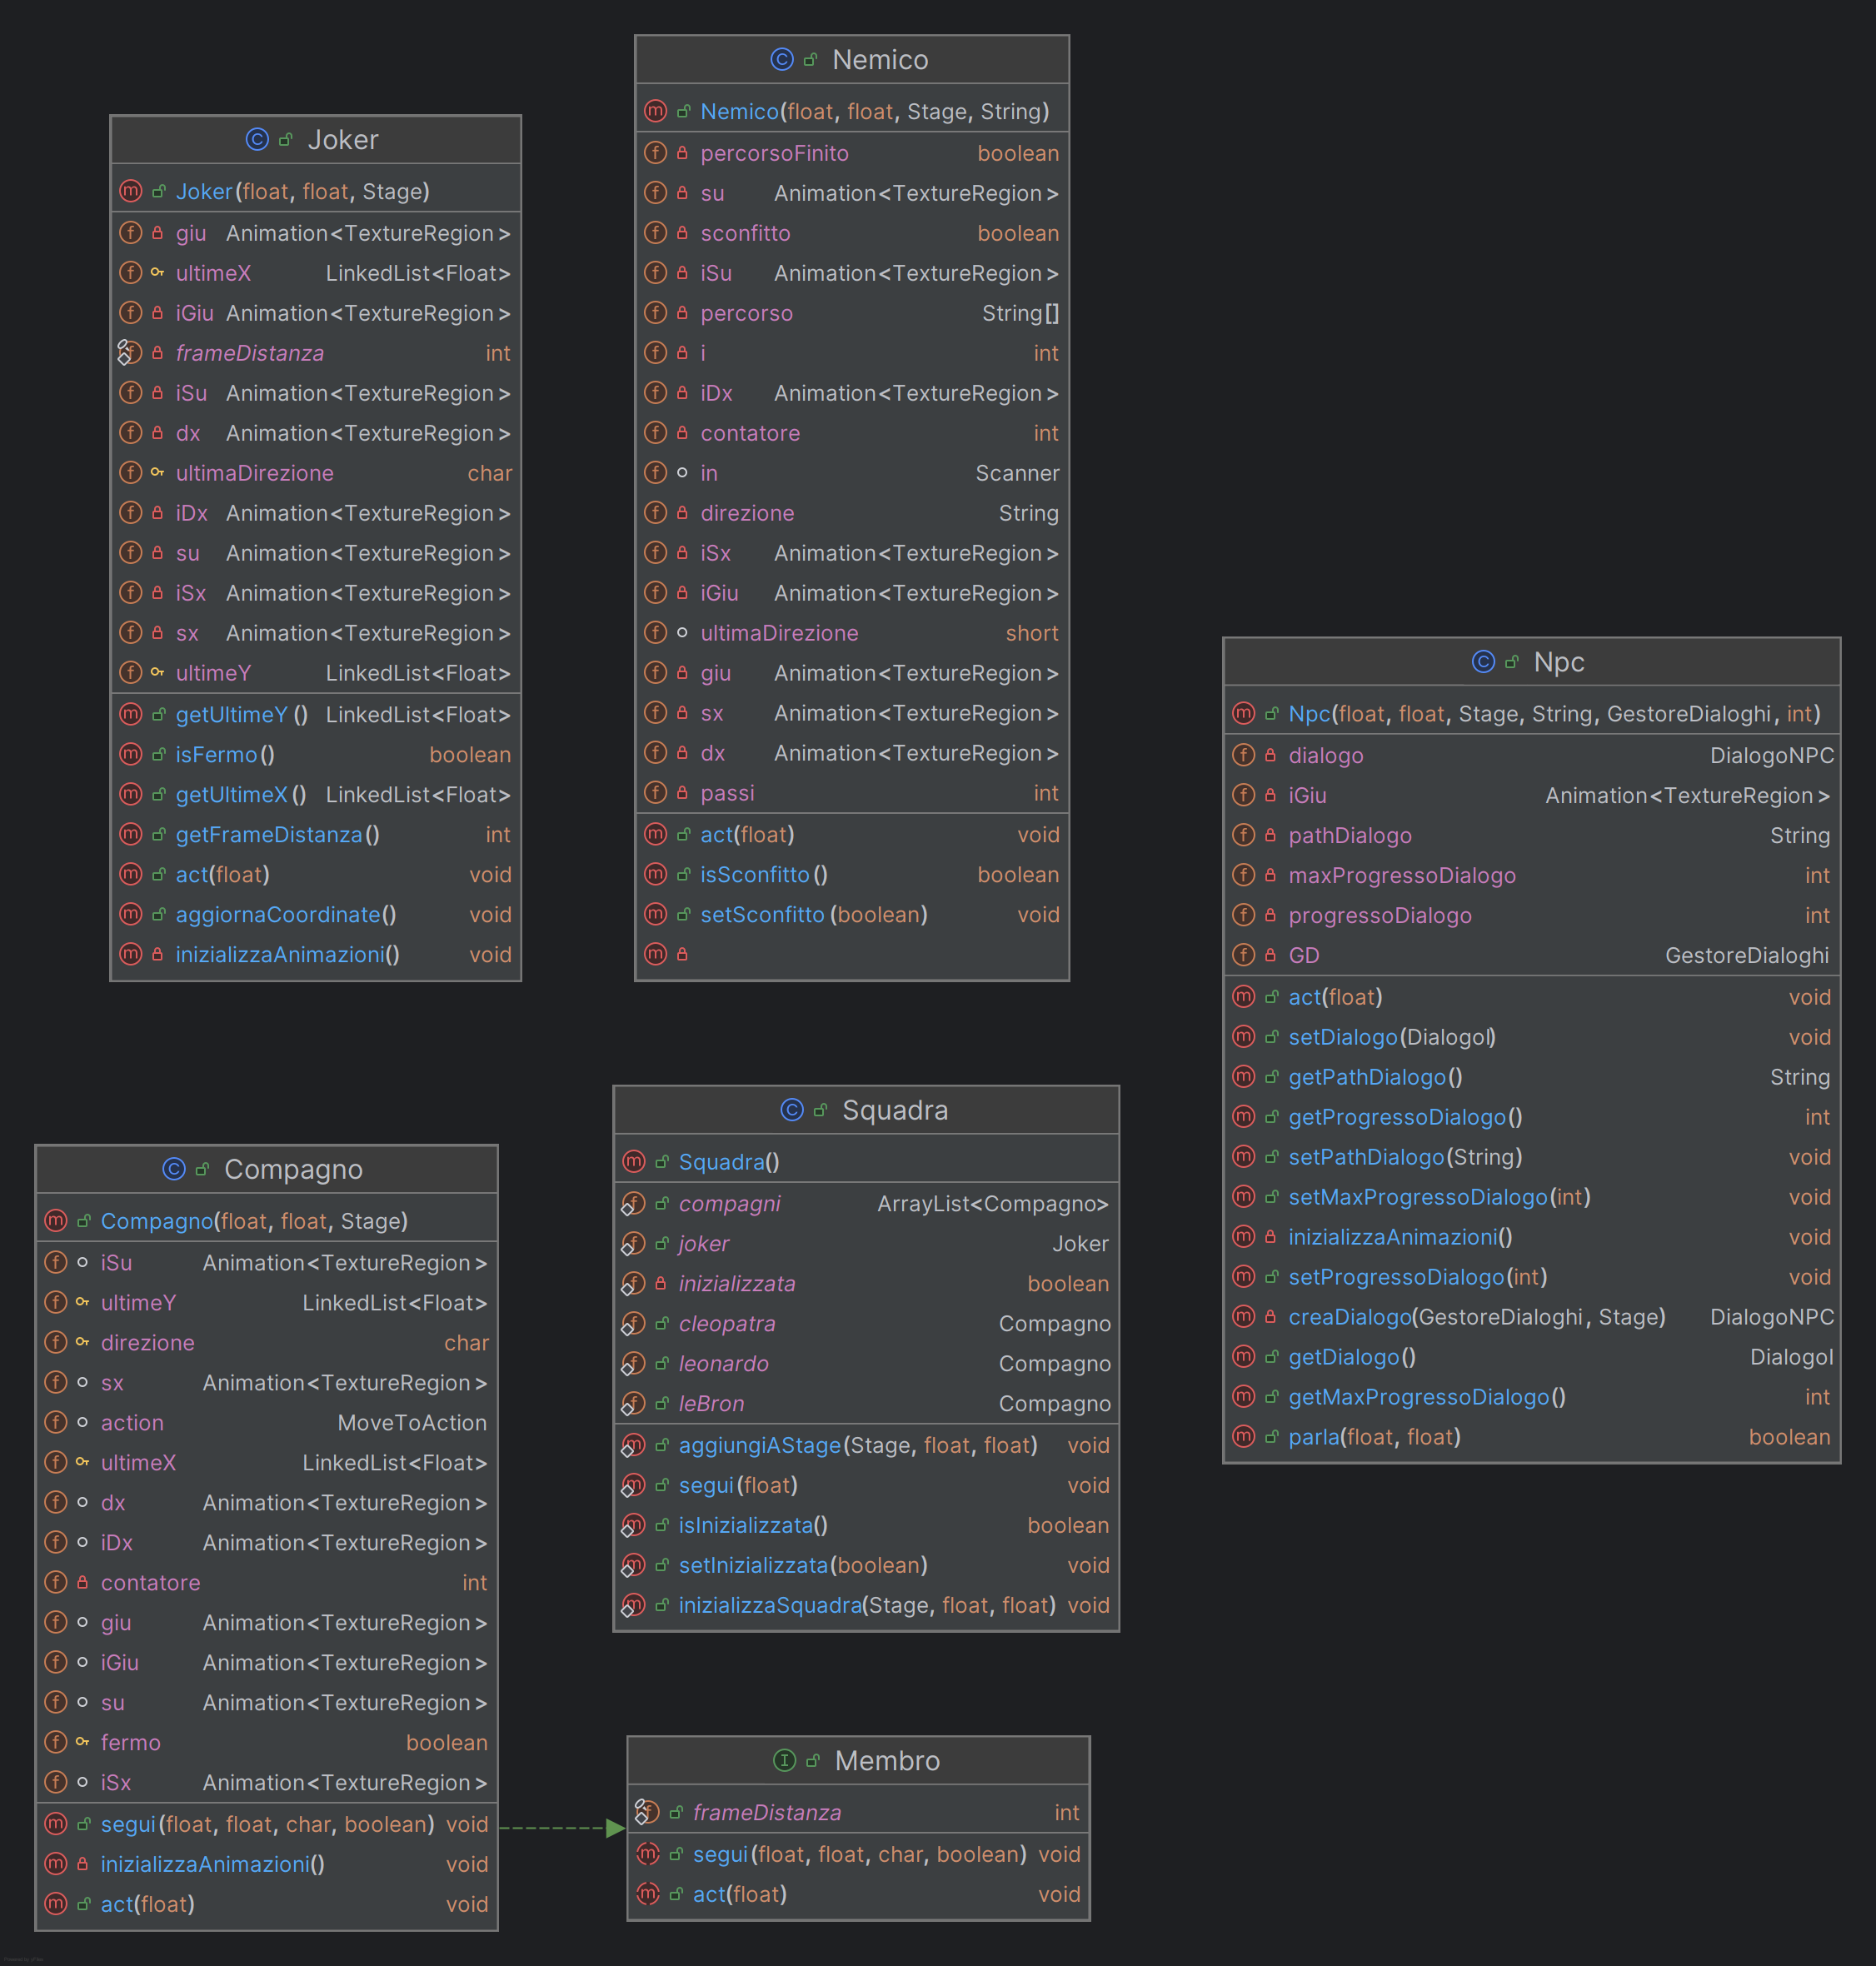 Joker
Joker(float, float, Stage)
giu Animation<TextureRegion>
ultimeX LinkedList<Float>
iGiu Animation<TextureRegion>
frameDistanza int
iSu Animation<TextureRegion>
dx Animation<TextureRegion>
ultimaDirezione char
iDx Animation<TextureRegion>
su Animation<TextureRegion>
iSx Animation<TextureRegion>
sx Animation<TextureRegion>
ultimeY LinkedList<Float>
getUltimeY() LinkedList<Float>
isFermo() boolean
getUltimeX() LinkedList<Float>
getFrameDistanza() int
act(float) void
aggiornaCoordinate() void
inizializzaAnimazioni() void
Nemico
Nemico(float, float, Stage, String)
percorsoFinito boolean
su Animation<TextureRegion>
sconfitto boolean
iSu Animation<TextureRegion>
percorso String[]
i int
iDx Animation<TextureRegion>
contatore int
in Scanner
direzione String
iSx Animation<TextureRegion>
iGiu Animation<TextureRegion>
ultimaDirezione short
giu Animation<TextureRegion>
sx Animation<TextureRegion>
dx Animation<TextureRegion>
passi int
act(float) void
isSconfitto() boolean
setSconfitto(boolean) void
Npc
Npc(float, float, Stage, String, GestoreDialoghi, int)
dialogo DialogoNPC
iGiu Animation<TextureRegion>
pathDialogo String
maxProgressoDialogo int
progressoDialogo int
GD GestoreDialoghi
act(float) void
setDialogo(DialogoI) void
getPathDialogo() String
getProgressoDialogo() int
setPathDialogo(String) void
setMaxProgressoDialogo(int) void
inizializzaAnimazioni() void
setProgressoDialogo(int) void
creaDialogo(GestoreDialoghi, Stage) DialogoNPC
getDialogo() DialogoI
getMaxProgressoDialogo() int
parla(float, float) boolean
Compagno
Compagno(float, float, Stage)
iSu Animation<TextureRegion>
ultimeY LinkedList<Float>
direzione char
sx Animation<TextureRegion>
action MoveToAction
ultimeX LinkedList<Float>
dx Animation<TextureRegion>
iDx Animation<TextureRegion>
contatore int
giu Animation<TextureRegion>
iGiu Animation<TextureRegion>
su Animation<TextureRegion>
fermo boolean
iSx Animation<TextureRegion>
segui(float, float, char, boolean) void
inizializzaAnimazioni() void
act(float) void
Squadra
Squadra()
compagni ArrayList<Compagno>
joker Joker
inizializzata boolean
cleopatra Compagno
leonardo Compagno
leBron Compagno
aggiungiAStage(Stage, float, float) void
segui(float) void
isInizializzata() boolean
setInizializzata(boolean) void
inizializzaSquadra(Stage, float, float) void
Membro
frameDistanza int
segui(float, float, char, boolean) void
act(float) void